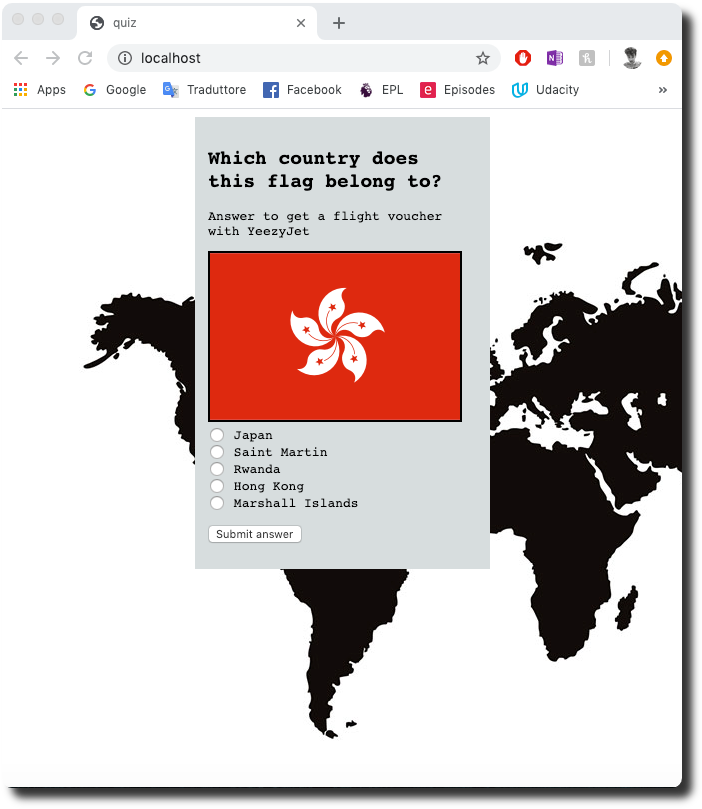 quiz
localhost
Apps Google Traduttore Facebook EPL Episodes Udacity »
Which country does
this flag belong to?
Answer to get a flight voucher
with YeezyJet
Japan
Saint Martin
Rwanda
Hong Kong
Marshall Islands
Submit answer